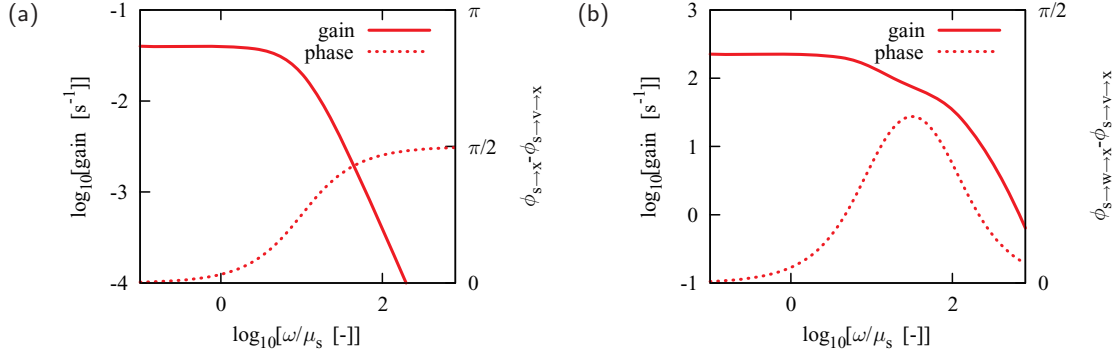 (a)
gain
phase
-1
-2
-3
-4
log10[gain [s-1]]
0
2
log10[ω/μs [-]]
π
π/2
0
ϕs→x-ϕs→v→x
(b)
gain
phase
3
2
1
0
-1
log10[gain [s-1]]
0
2
log10[ω/μs [-]]
π/2
0
ϕs→w→x-ϕs→v→x